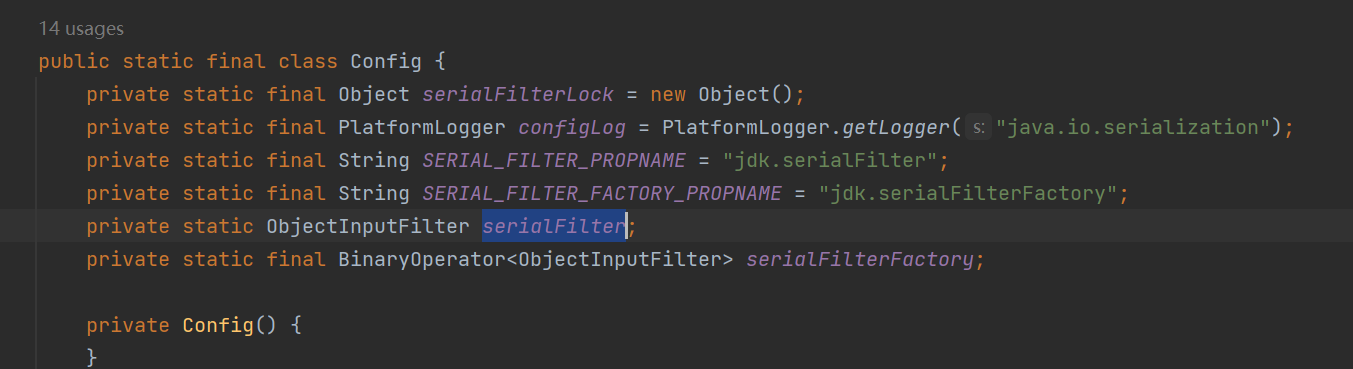 14 usages
public static final class Config {
private static final Object serialFilterLock = new Object();
private static final PlatformLogger configLog = PlatformLogger.getLogger( s: "java.io.serialization");
private static final String SERIAL_FILTER_PROPNAME = "jdk.serialFilter";
private static final String SERIAL_FILTER_FACTORY_PROPNAME = "jdk.serialFilterFactory";
private static ObjectInputFilter serialFilter;
private static final BinaryOperator<ObjectInputFilter> serialFilterFactory;
private Config() {
}